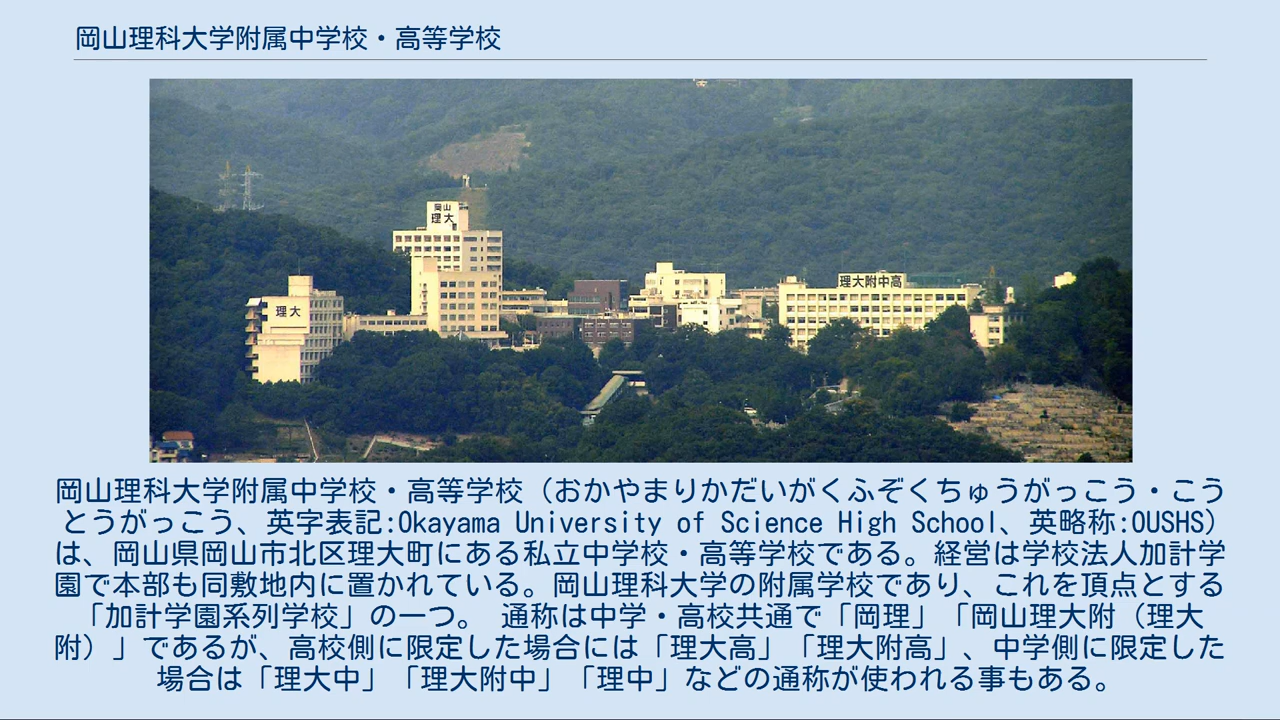 岡山理科大学附属中学校・高等学校
岡山
理大
理大
理大附中高
岡山理科大学附属中学校・高等学校（おかやまりかだいがくふぞくちゅうがっこう・こう
とうがっこう、英字表記:Okayama University of Science High School、英略称:OUSHS）
は、岡山県岡山市北区理大町にある私立中学校・高等学校である。経営は学校法人加計学
園で本部も同敷地内に置かれている。岡山理科大学の附属学校であり、これを頂点とする
「加計学園系列学校」の一つ。 通称は中学・高校共通で「岡理」「岡山理大附（理大
附）」であるが、高校側に限定した場合には「理大高」「理大附高」、中学側に限定した
場合は「理大中」「理大附中」「理中」などの通称が使われる事もある。